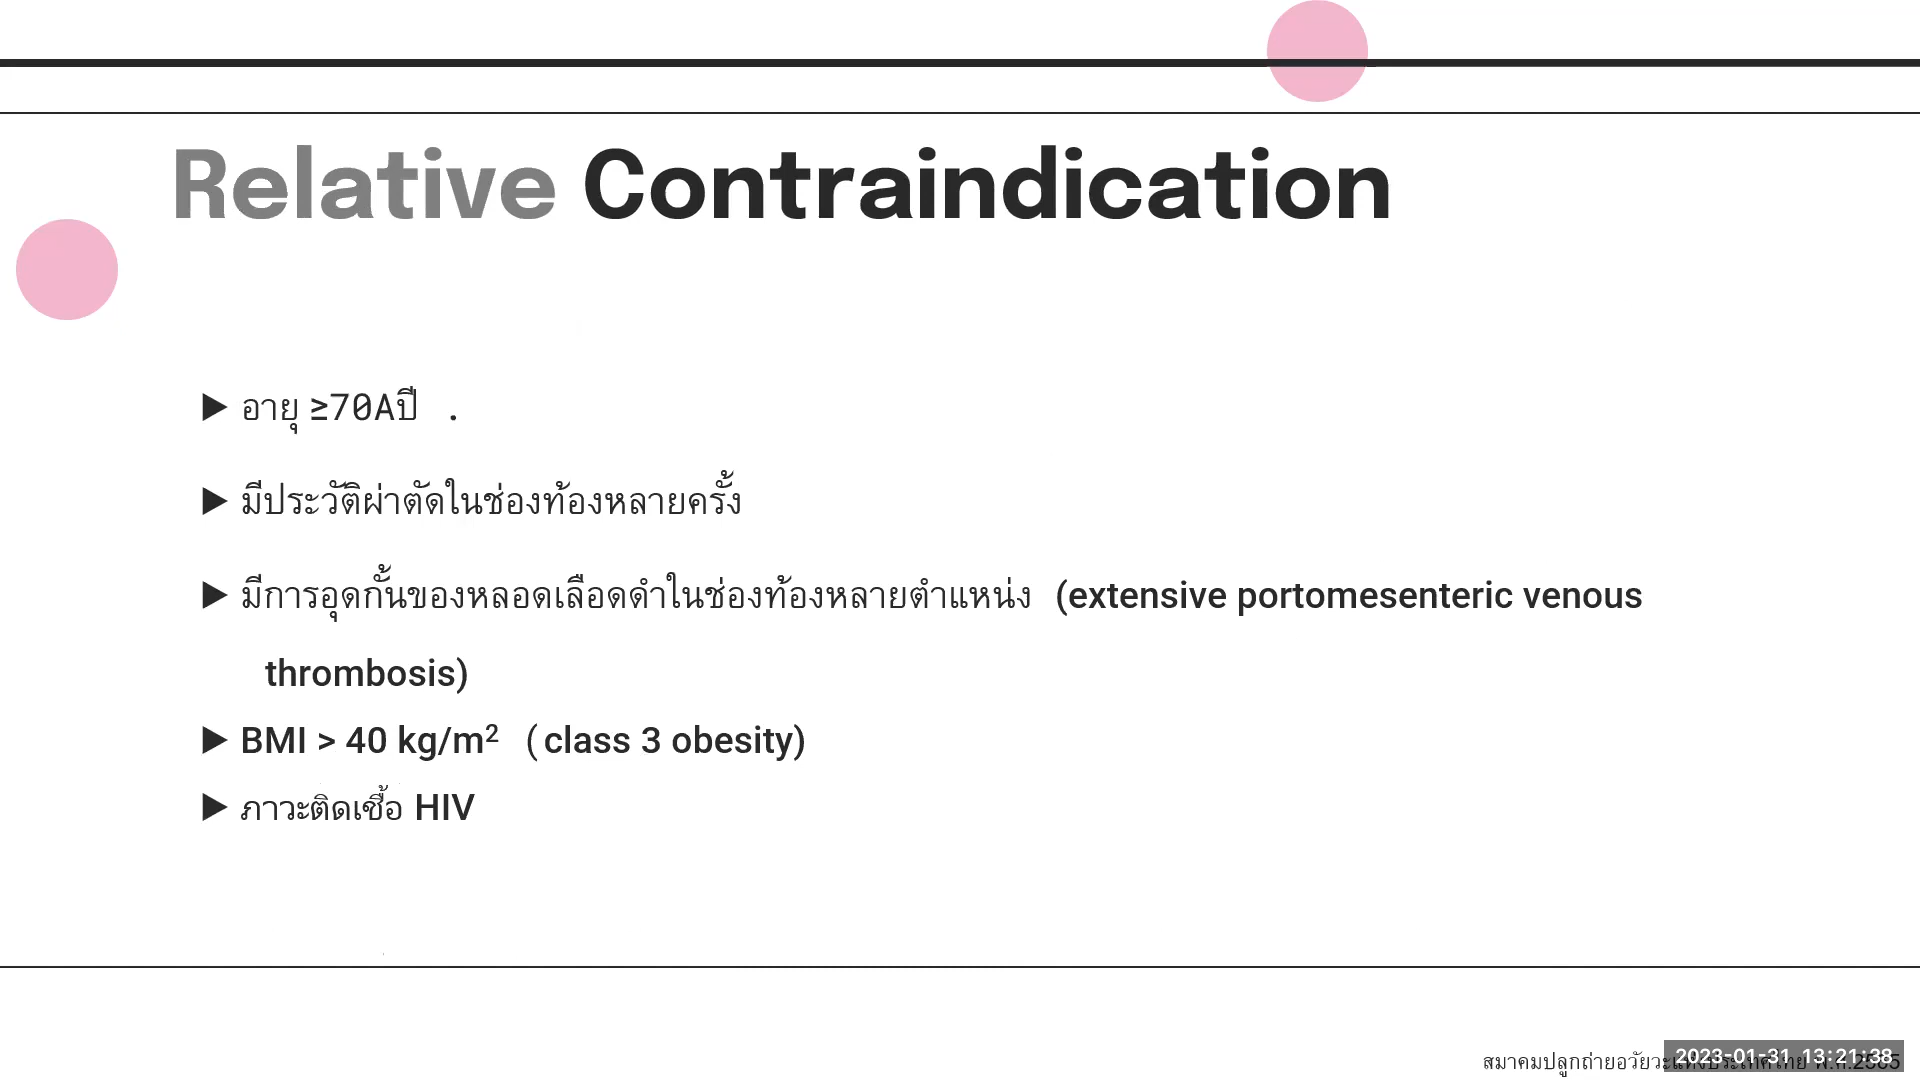 Relative Contraindication
▶ อายุ ≥70Aปี .
▶ มีประวัติผ่าตัดในช่องท้องหลายครั้ง
▶ มีการอุดกั้นของหลอดเลือดดำในช่องท้องหลายตำแหน่ง (extensive portomesenteric venous
thrombosis)
▶ BMI > 40 kg/m² (class 3 obesity)
▶ ภาวะติดเชื้อ HIV
สมาคมปลูกถ่ายอวัยวะแห่งประเทศไทย พ.ศ.2565
2023-01-31 13:21:38